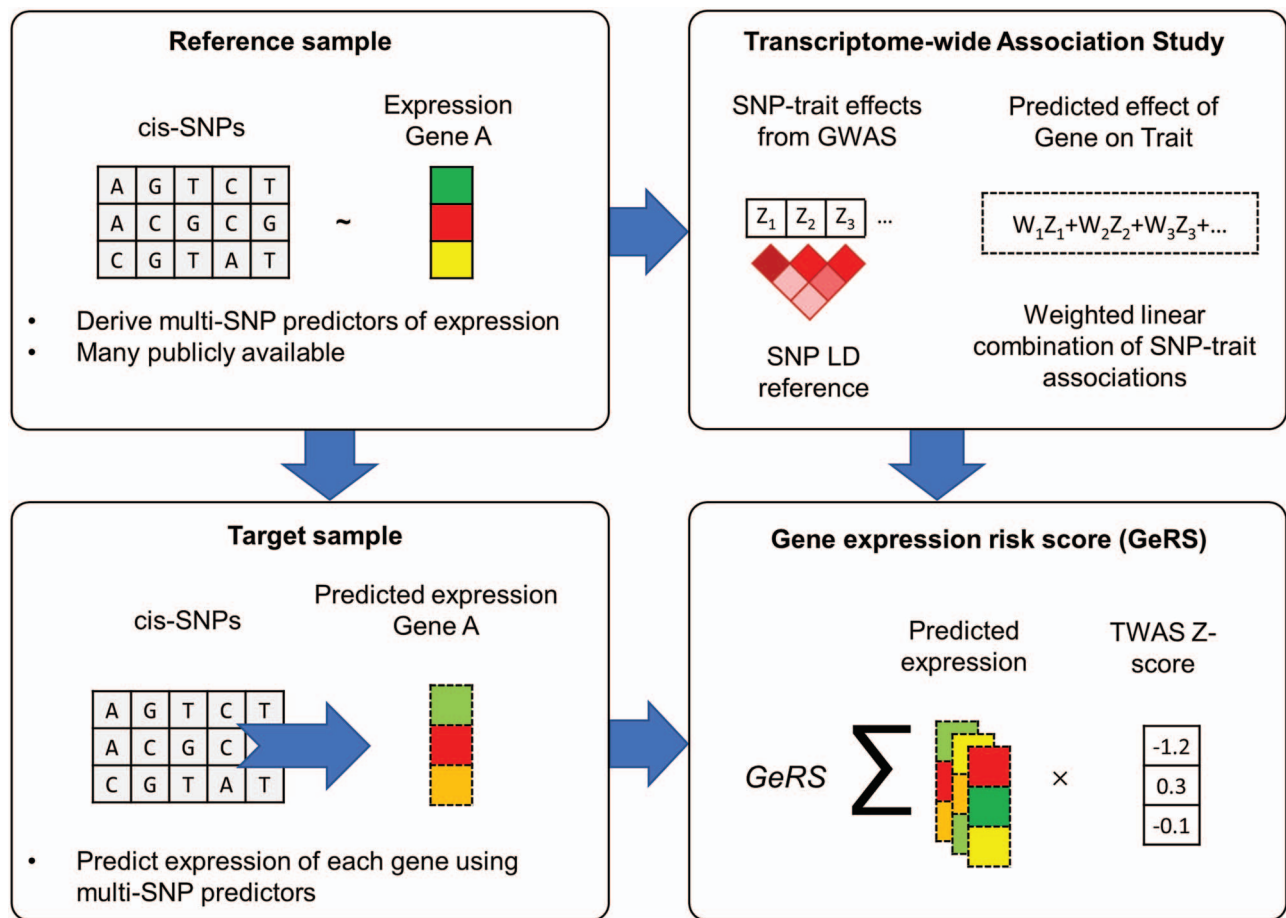 Reference sample
cis-SNPs
Expression
Gene A
A G T C T
A C G C G
C G T A T
~
• Derive multi-SNP predictors of expression
• Many publicly available
Transcriptome-wide Association Study
SNP-trait effects
from GWAS
Z1 Z2 Z3 ...
SNP LD
reference
Predicted effect of
Gene on Trait
W1Z1+W2Z2+W3Z3+...
Weighted linear
combination of SNP-trait
associations
Target sample
cis-SNPs
Predicted expression
Gene A
A G T C T
A C G C
C G T A T
• Predict expression of each gene using
multi-SNP predictors
Gene expression risk score (GeRS)
Predicted
expression
TWAS Z-
score
GeRS ∑ ×
-1.2
0.3
-0.1